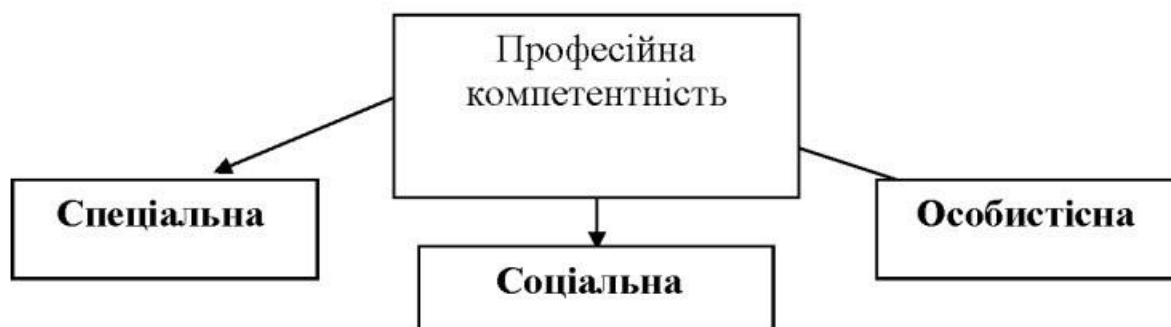 Професійна
компетентність
Спеціальна
Соціальна
Особистісна